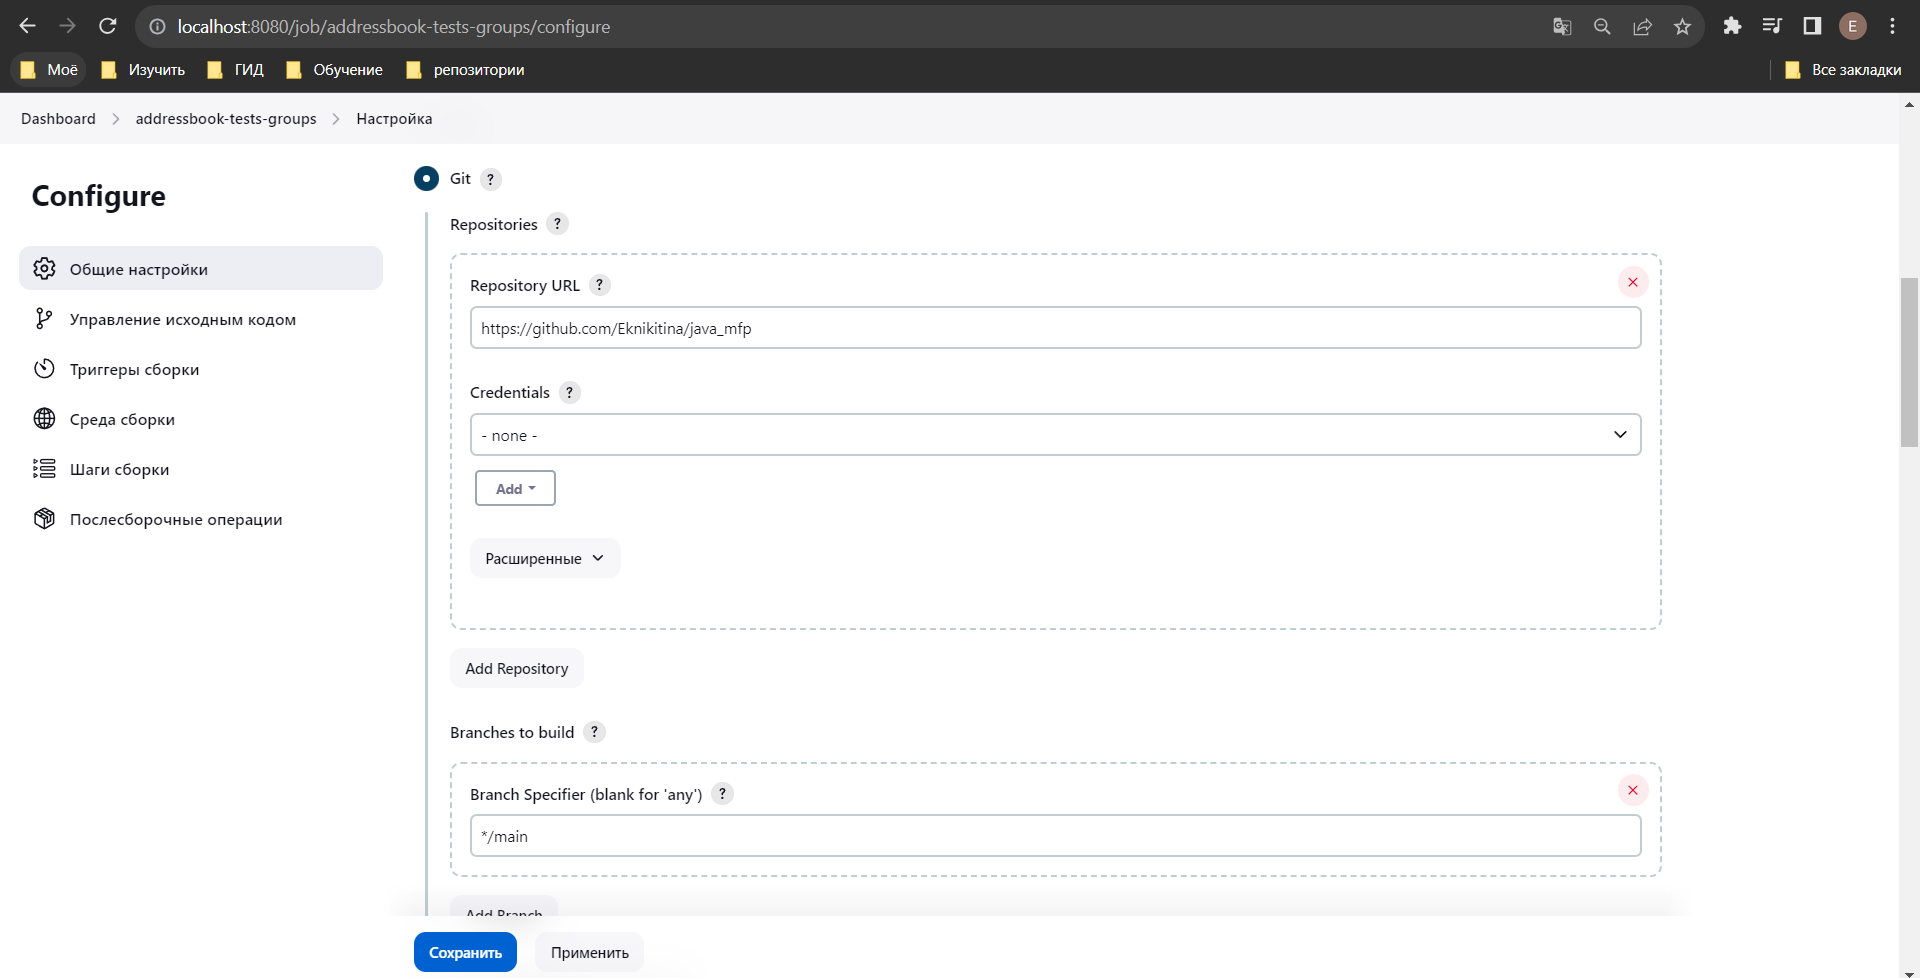 localhost:8080/job/addressbook-tests-groups/configure
E
Моё
Изучить
ГИД
Обучение
репозитории
Все закладки
Dashboard
addressbook-tests-groups
Настройка
Configure
Общие настройки
Управление исходным кодом
Триггеры сборки
Среда сборки
Шаги сборки
Послесборочные операции
Git ?
Repositories ?
Repository URL ?
https://github.com/Eknikitina/java_mfp
Credentials ?
- none -
Add
Расширенные
Add Repository
Branches to build ?
Branch Specifier (blank for 'any') ?
*/main
Add Branch
Сохранить
Применить